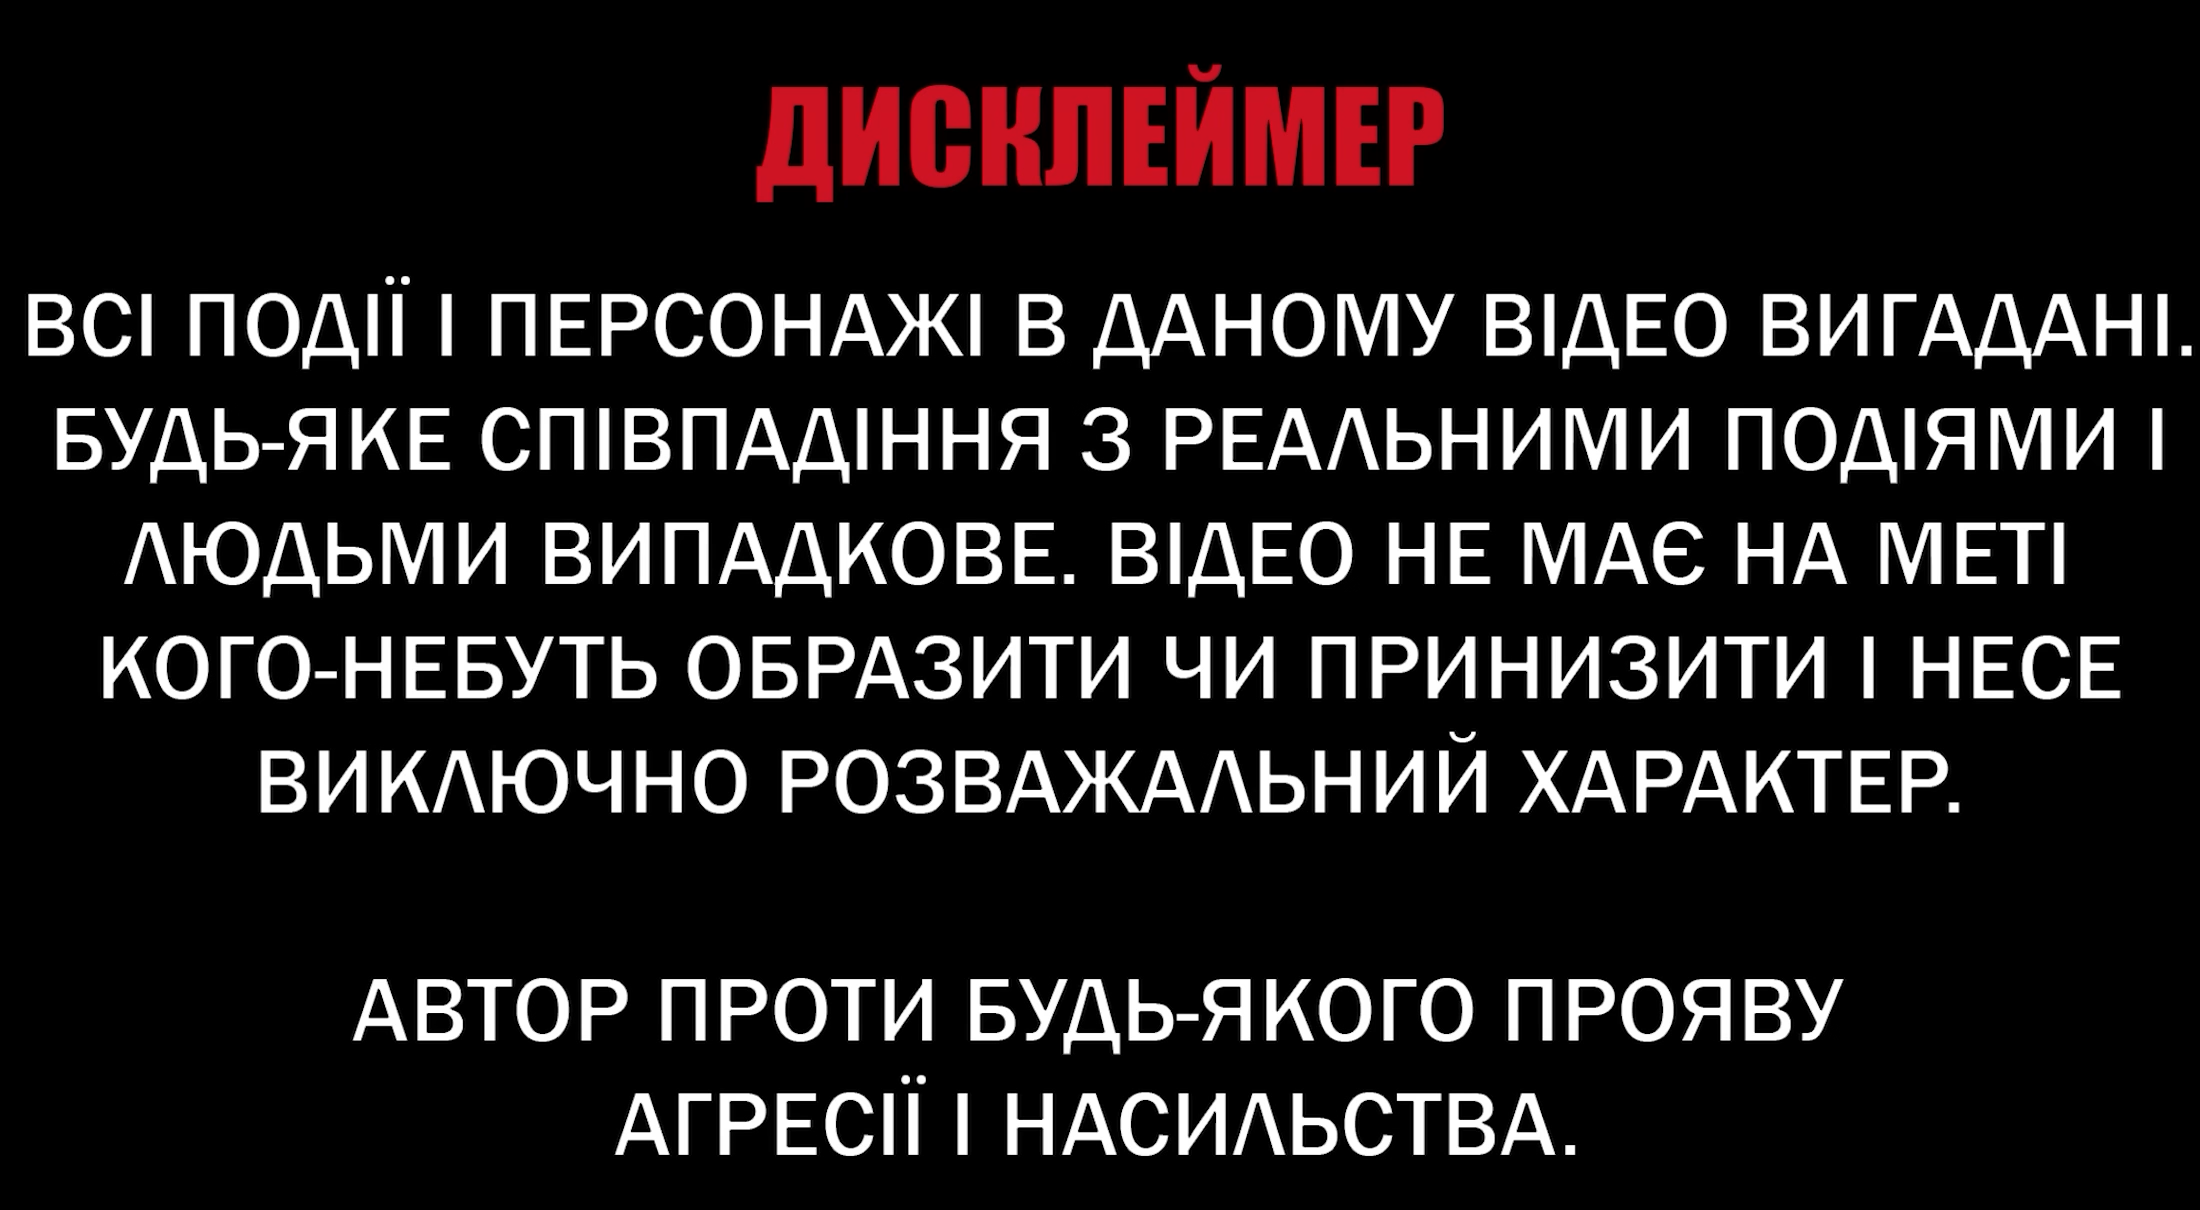 ДИСКЛЕЙМЕР
ВСІ ПОДІЇ І ПЕРСОНАЖІ В ДАНОМУ ВІДЕО ВИГАДАНІ.
БУДЬ-ЯКЕ СПІВПАДІННЯ З РЕАЛЬНИМИ ПОДІЯМИ І
ЛЮДЬМИ ВИПАДКОВЕ. ВІДЕО НЕ МАЄ НА МЕТІ
КОГО-НЕБУТЬ ОБРАЗИТИ ЧИ ПРИНИЗИТИ І НЕСЕ
ВИКЛЮЧНО РОЗВАЖАЛЬНИЙ ХАРАКТЕР.
АВТОР ПРОТИ БУДЬ-ЯКОГО ПРОЯВУ
АГРЕСІЇ І НАСИЛЬСТВА.